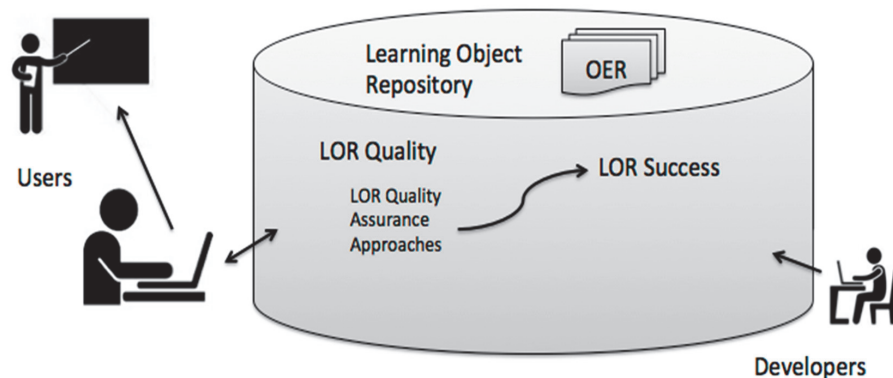 Learning Object
Repository
OER
LOR Quality
LOR Success
Users
LOR Quality
Assurance
Approaches
Developers